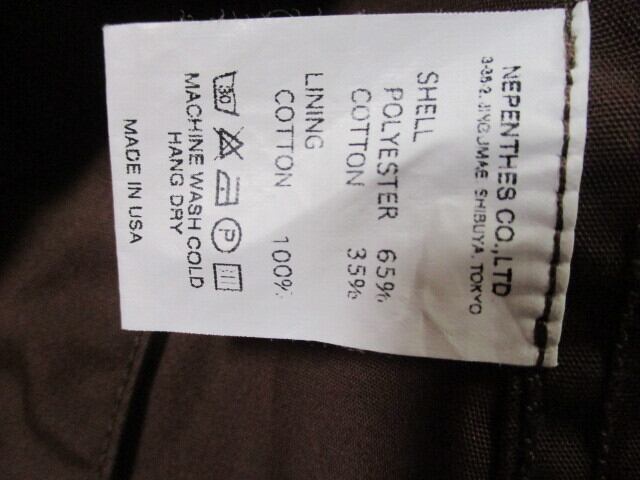 NEPENTHES CO.,LTD
SHIBUYA, TOKYO
SHELL
POLYESTER 65%
COTTON 35%
LINING
COTTON 100%
30 P
MACHINE WASH COLD
HANG DRY
MADE IN USA